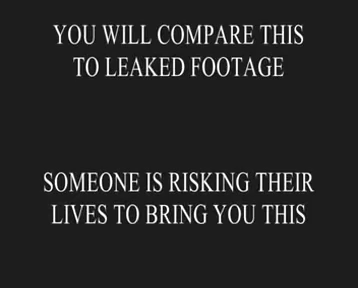 YOU WILL COMPARE THIS
TO LEAKED FOOTAGE
SOMEONE IS RISKING THEIR
LIVES TO BRING YOU THIS